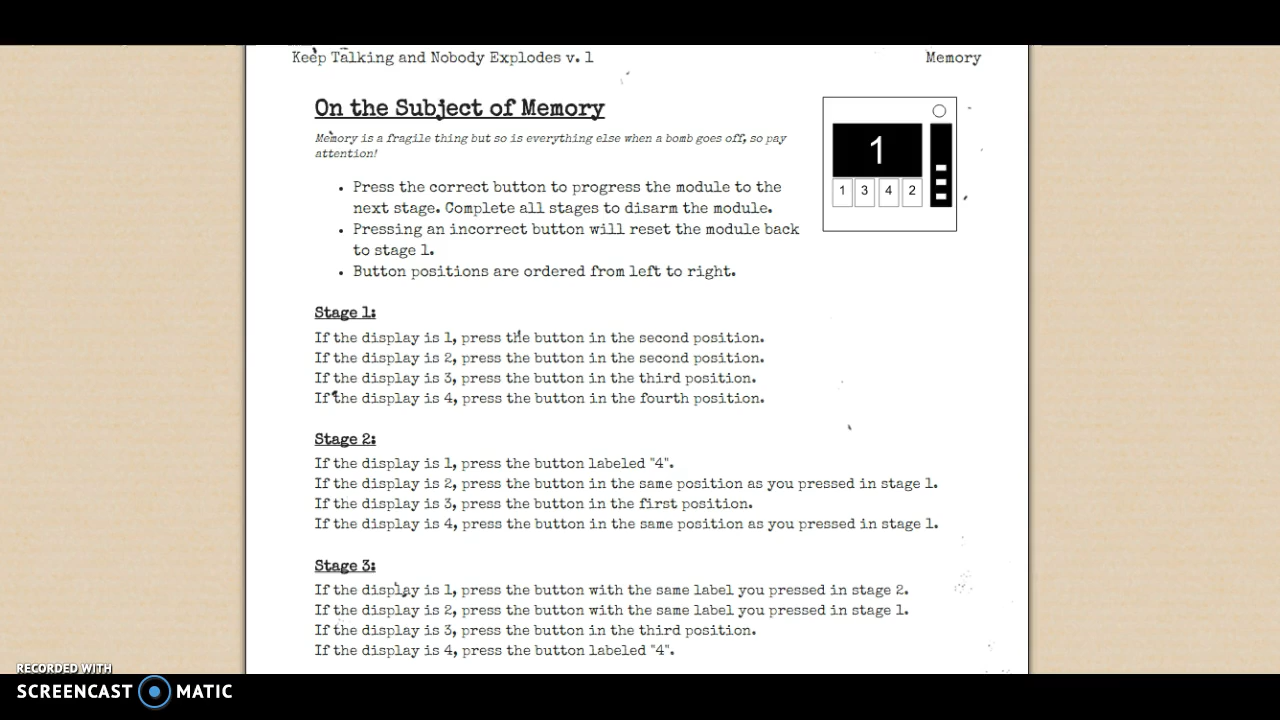 Keep Talking and Nobody Explodes v. 1
Memory
On the Subject of Memory
Memory is a fragile thing but so is everything else when a bomb goes off, so pay
attention!
1
1 3 4 2
• Press the correct button to progress the module to the
next stage. Complete all stages to disarm the module.
• Pressing an incorrect button will reset the module back
to stage 1.
• Button positions are ordered from left to right.
Stage 1:
If the display is 1, press the button in the second position.
If the display is 2, press the button in the second position.
If the display is 3, press the button in the third position.
If the display is 4, press the button in the fourth position.
Stage 2:
If the display is 1, press the button labeled "4".
If the display is 2, press the button in the same position as you pressed in stage 1.
If the display is 3, press the button in the first position.
If the display is 4, press the button in the same position as you pressed in stage 1.
Stage 3:
If the display is 1, press the button with the same label you pressed in stage 2.
If the display is 2, press the button with the same label you pressed in stage 1.
If the display is 3, press the button in the third position.
If the display is 4, press the button labeled "4".
RECORDED WITH
SCREENCAST MATIC